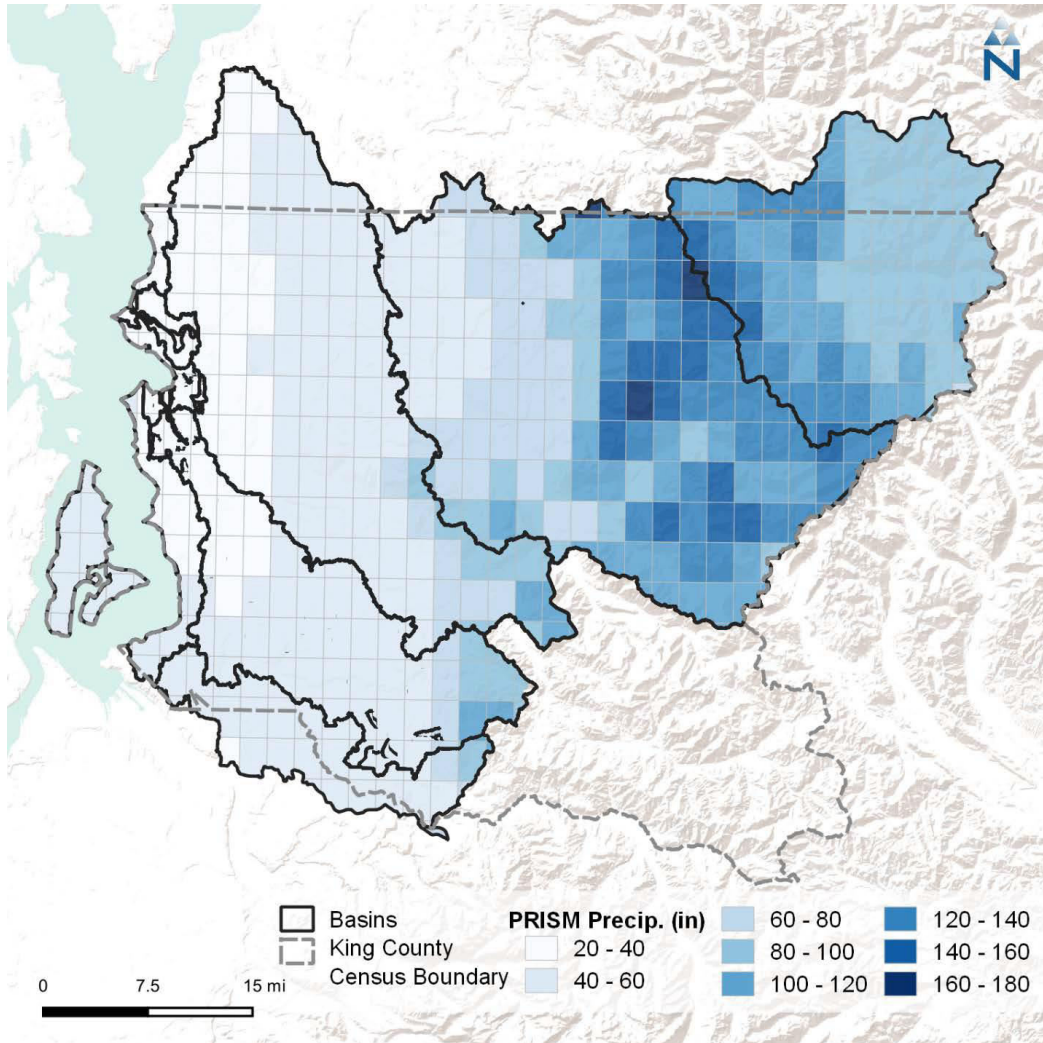 N
Basins
King County
Census Boundary
PRISM Precip. (in)
20 - 40
40 - 60
60 - 80
80 - 100
100 - 120
120 - 140
140 - 160
160 - 180
0 7.5 15 mi